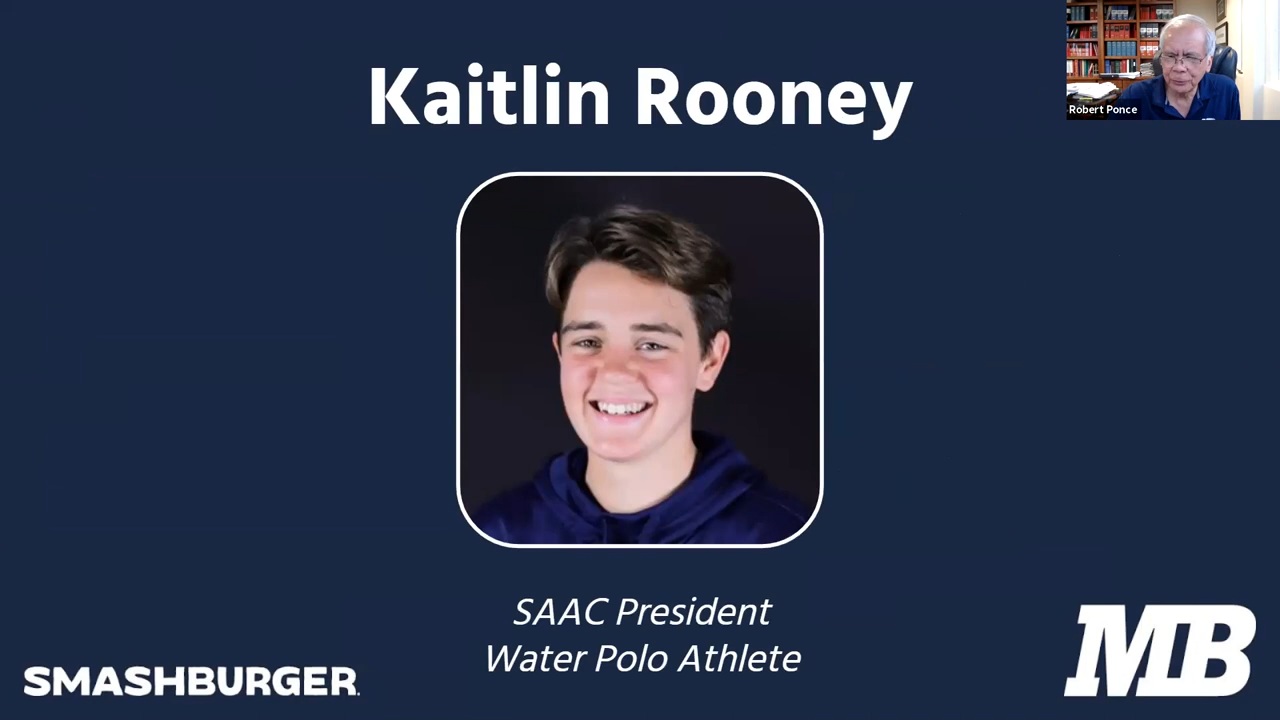 Kaitlin Rooney
Robert Ponce
SAAC President
Water Polo Athlete
SMASHBURGER.
MB